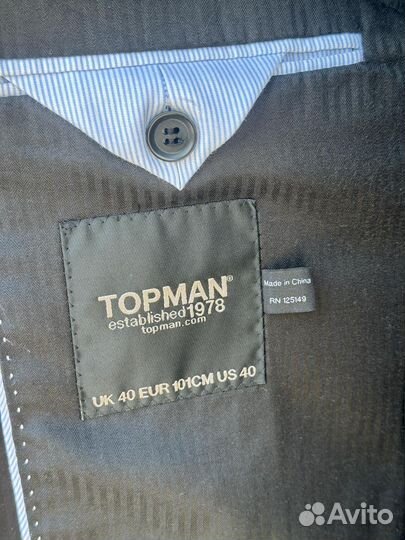 TOPMAN®
established1978
topman.com
UK 40 EUR 101CM US 40
Made in China
RN 125149
Avito